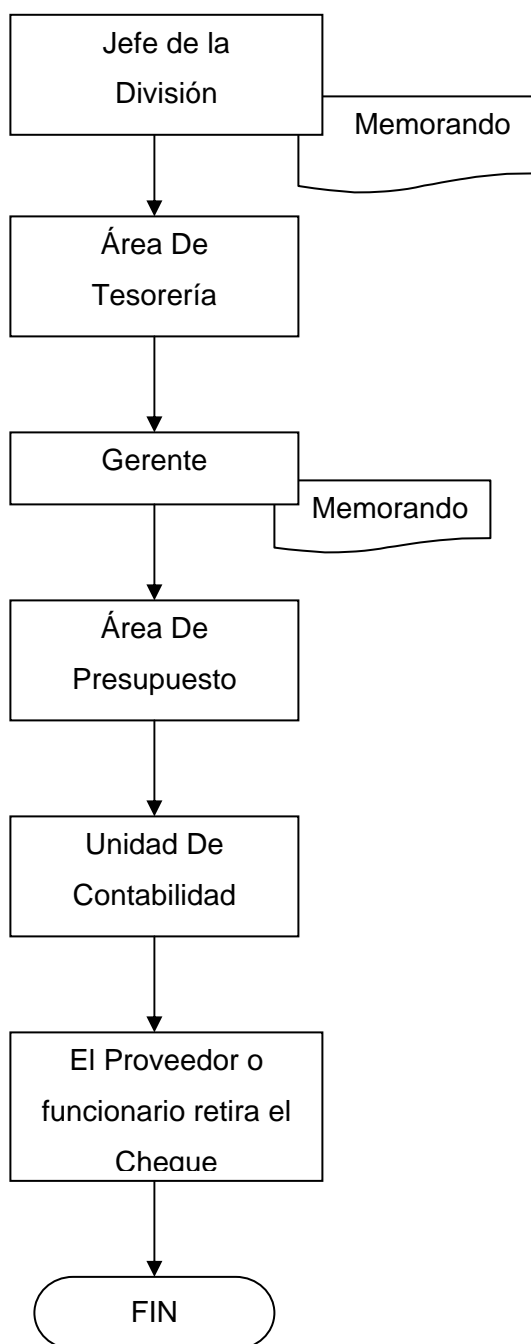 Jefe de la
División
Memorando
Área De
Tesorería
Gerente
Memorando
Área De
Presupuesto
Unidad De
Contabilidad
El Proveedor o
funcionario retira el
Cheque
FIN